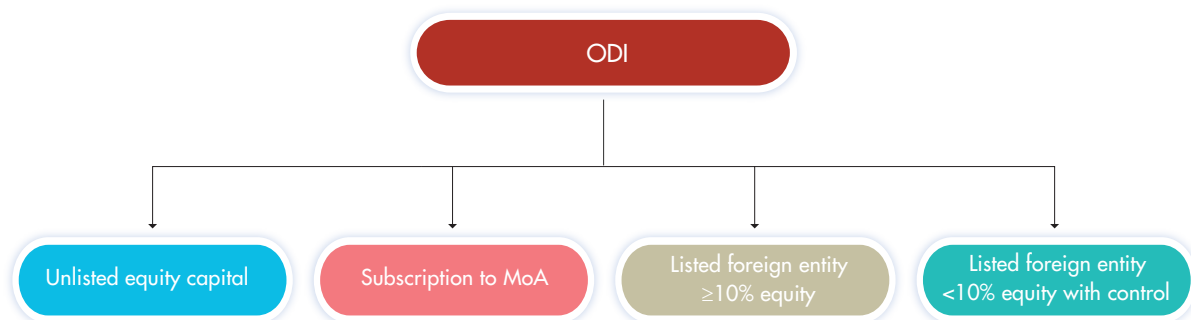 ODI
Unlisted equity capital
Subscription to MoA
Listed foreign entity
≥10% equity
Listed foreign entity
<10% equity with control